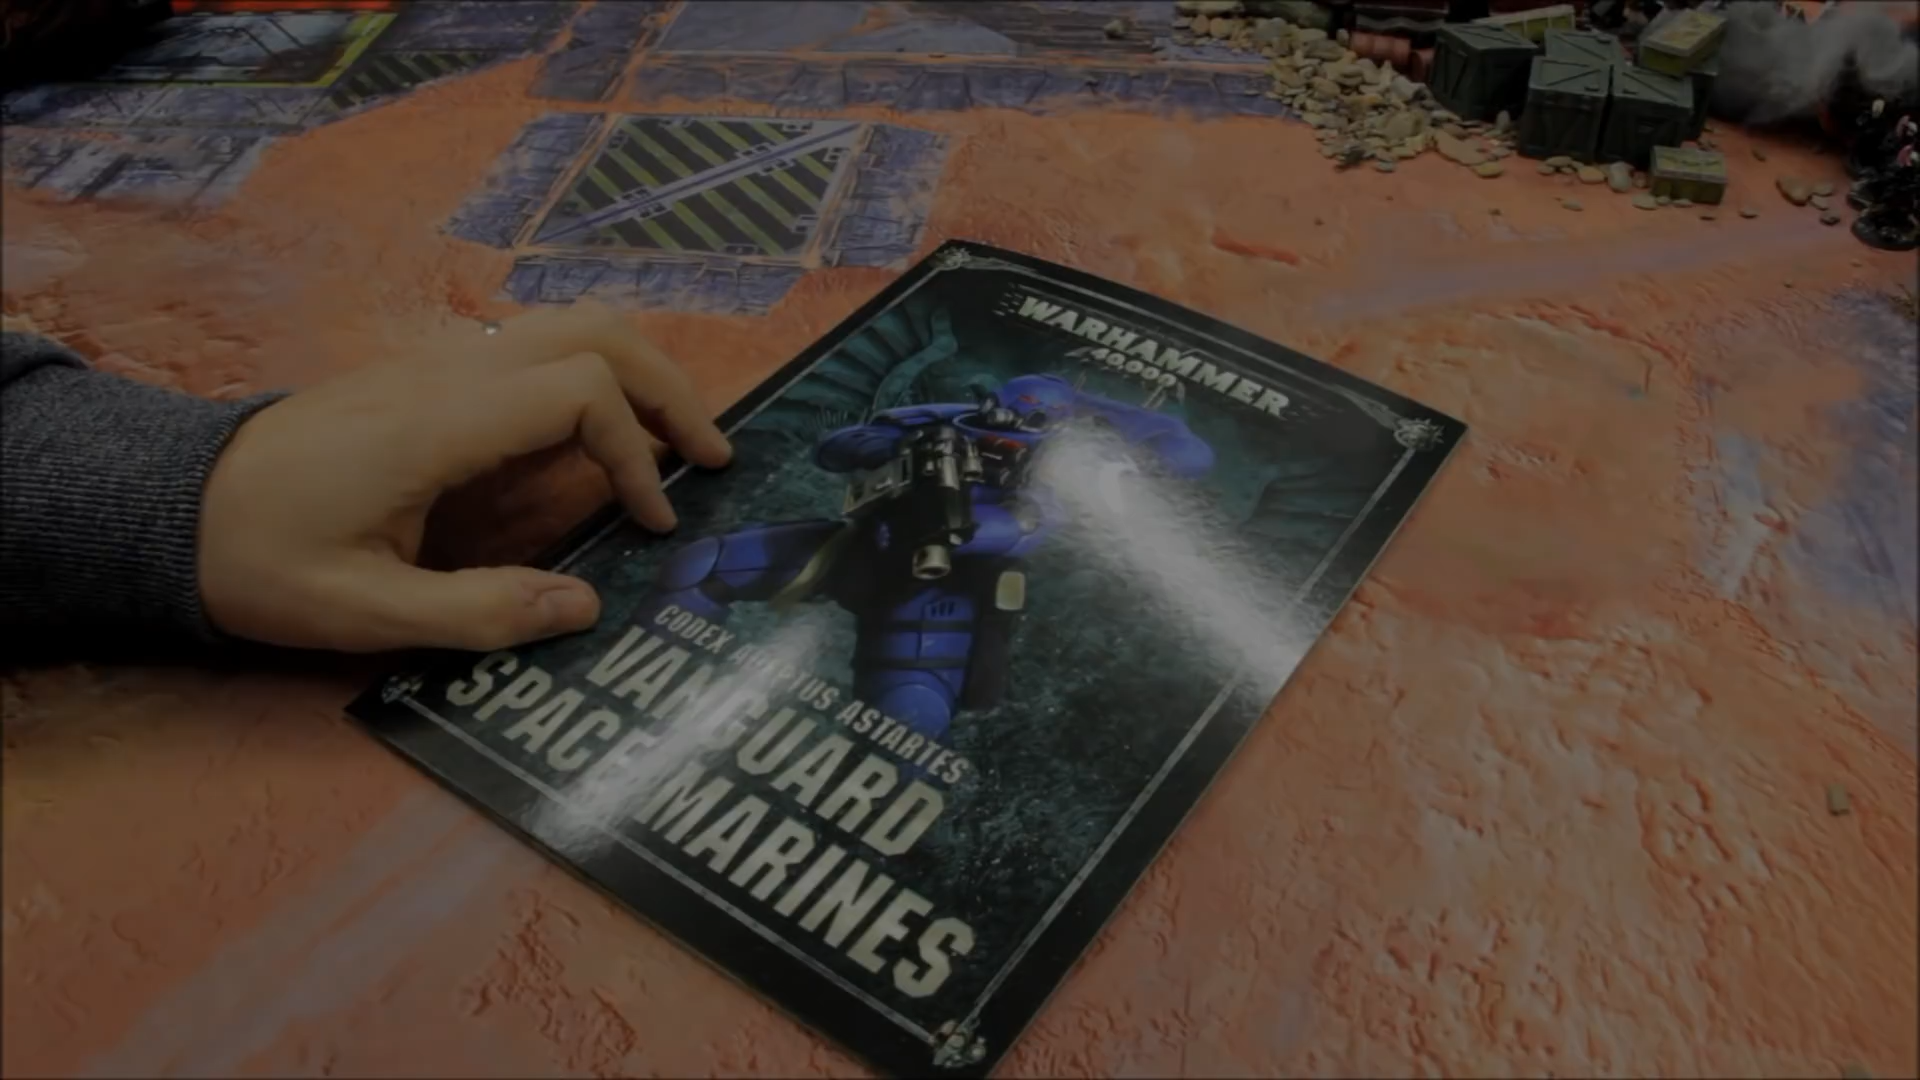 WARHAMMER
40,000
CODEX ADEPTUS ASTARTES
VANGUARD
SPACE MARINES